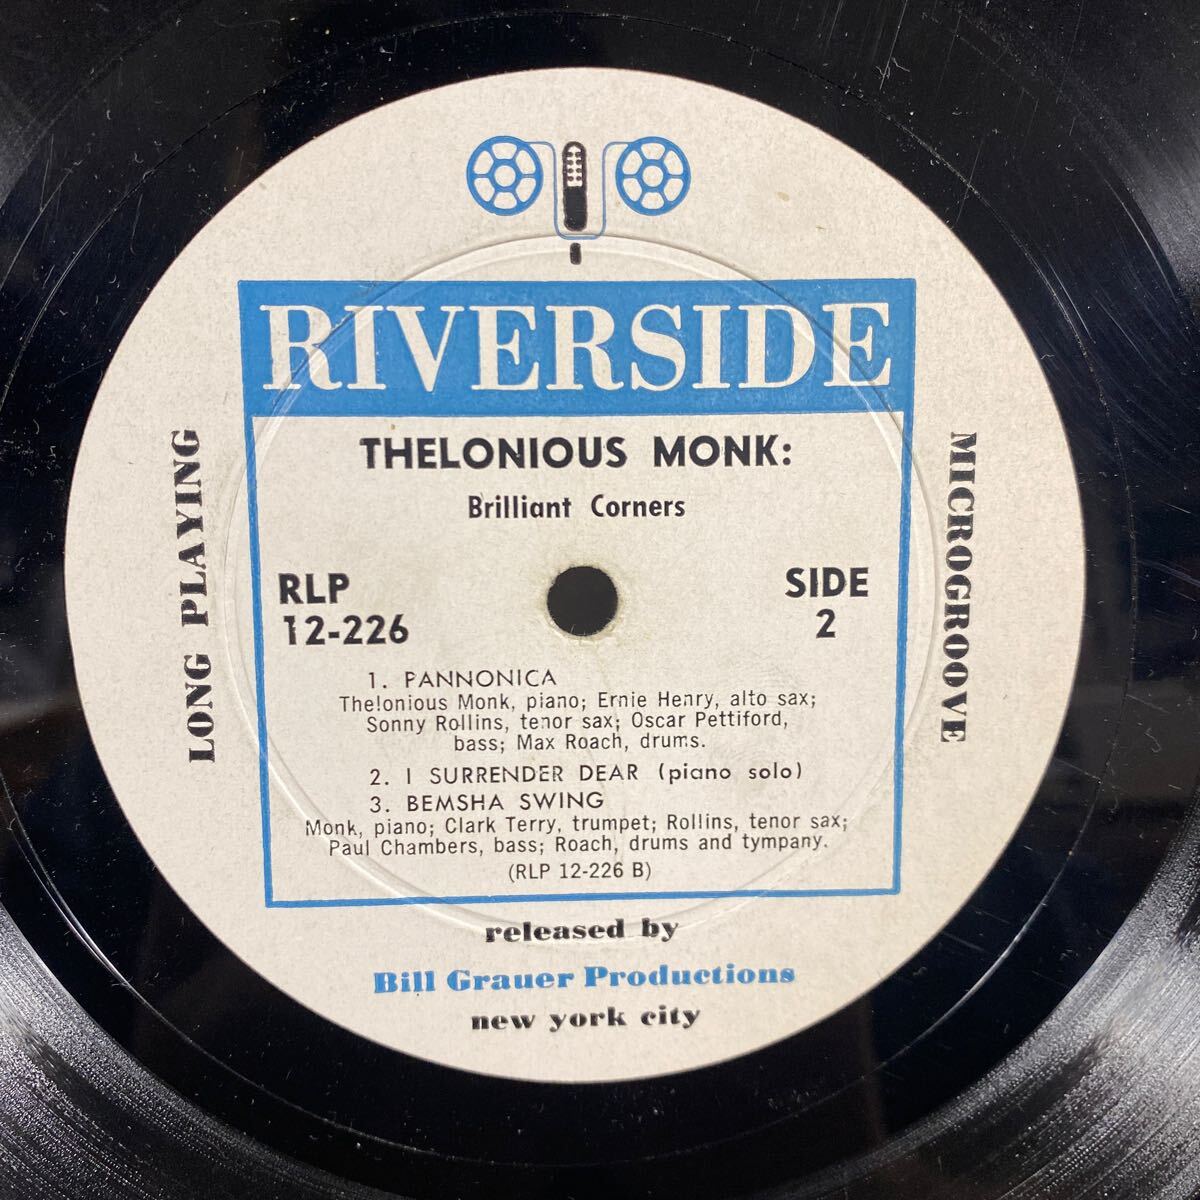 RIVERSIDE
THELONIOUS MONK:
Brilliant Corners
LONG PLAYING
MICROGROOVE
RLP
12-226
SIDE
2
1. PANNONICA
Thelonious Monk, piano; Ernie Henry, alto sax;
Sonny Rollins, tenor sax; Oscar Pettiford,
bass; Max Roach, drums.
2. I SURRENDER DEAR (piano solo)
3. BEMSHA SWING
Monk, piano; Clark Terry, trumpet; Rollins, tenor sax;
Paul Chambers, bass; Roach, drums and tympany.
(RLP 12-226 B)
released by
Bill Grauer Productions
new york city